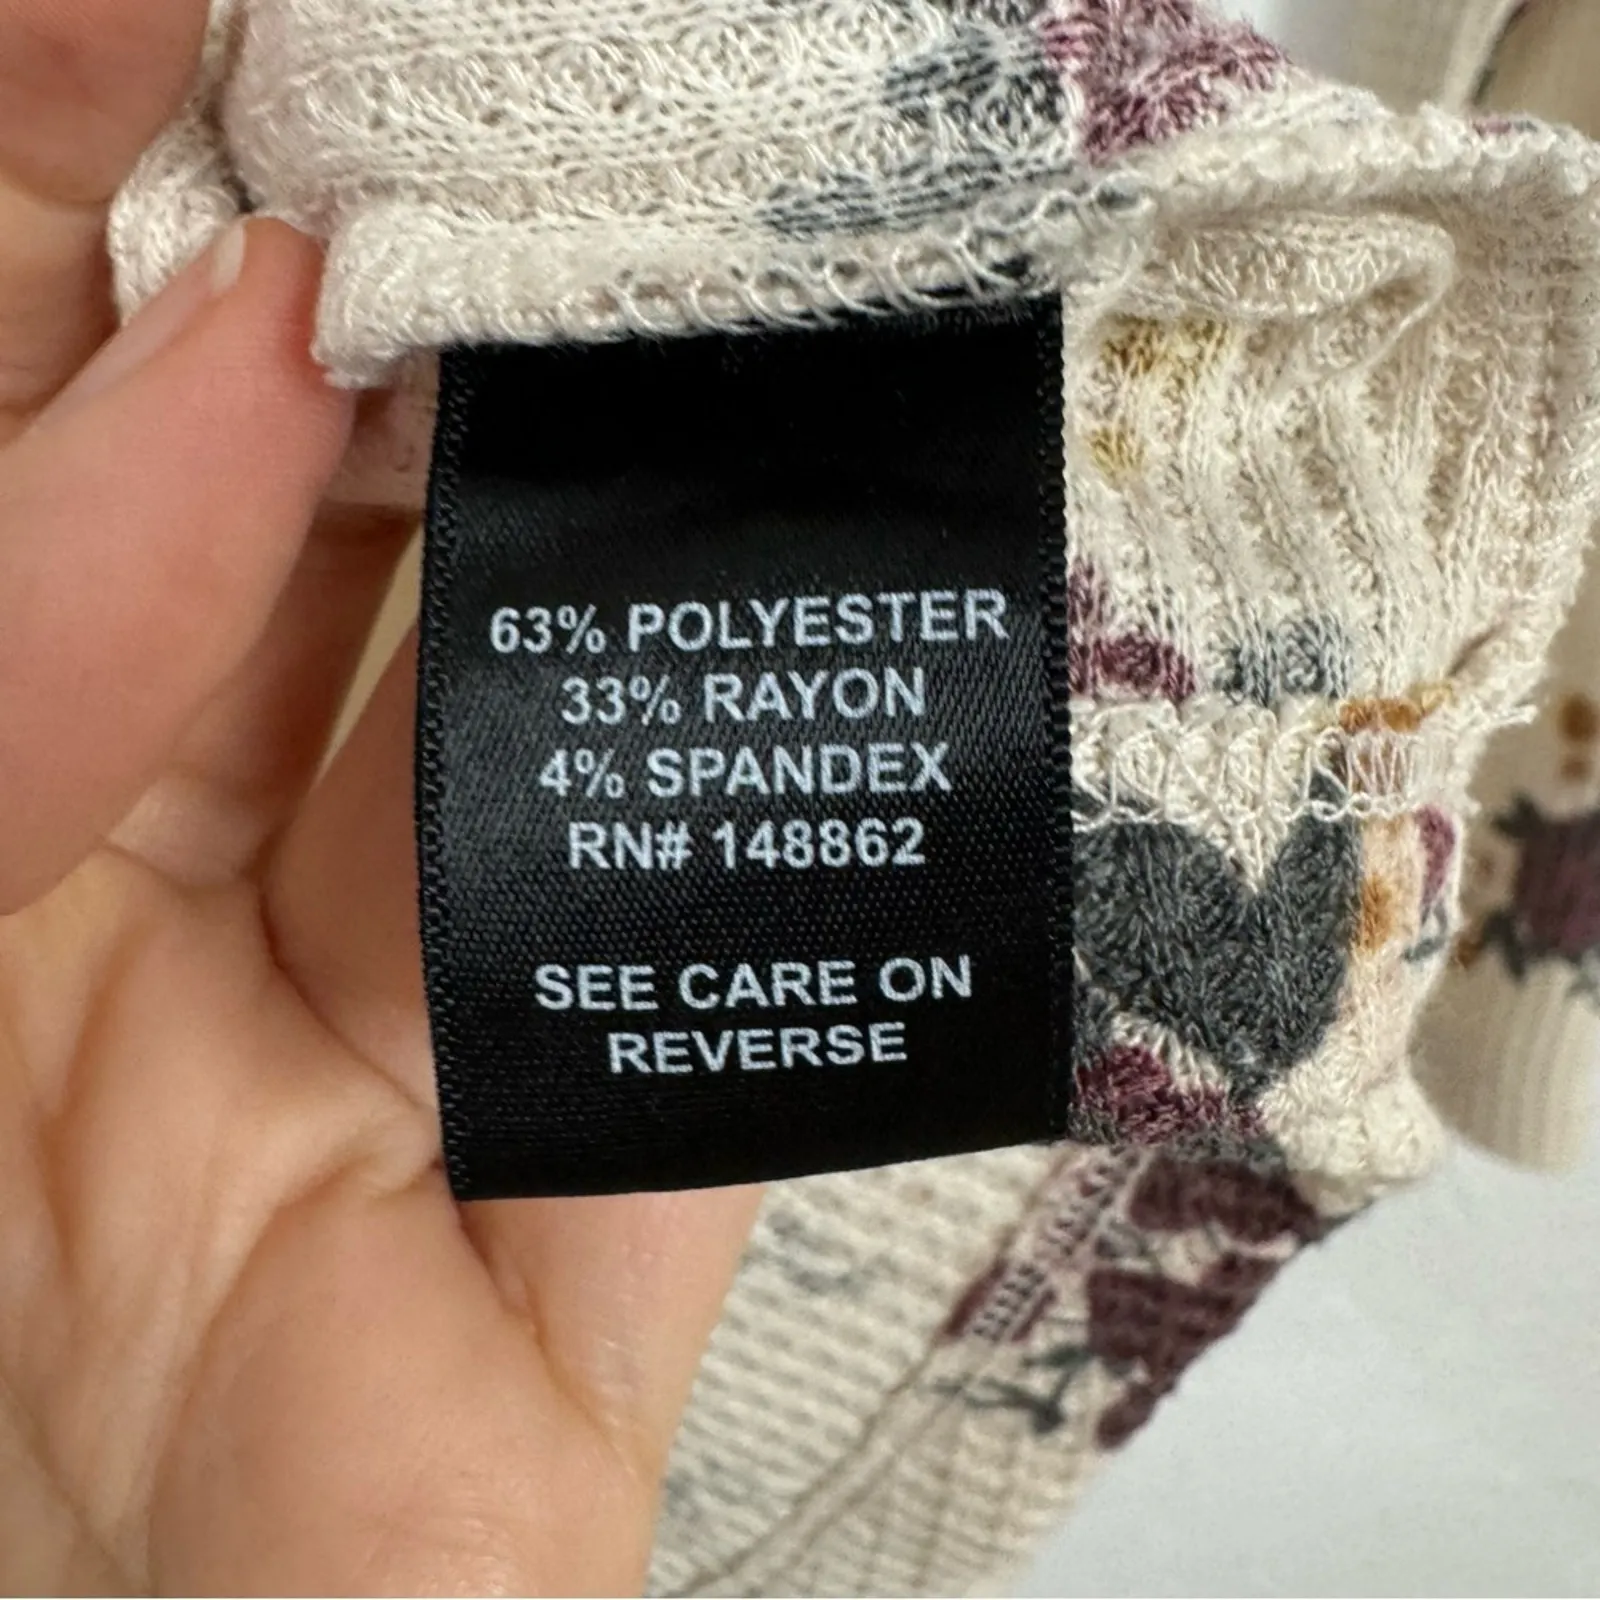 63% POLYESTER
33% RAYON
4% SPANDEX
RN# 148862
SEE CARE ON
REVERSE